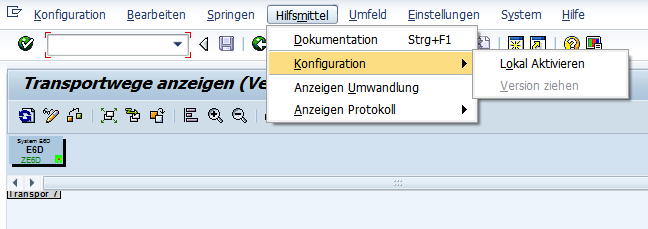 Konfiguration Bearbeiten Springen Hilfsmittel Umfeld Einstellungen System Hilfe
Dokumentation Strg+F1
Konfiguration
Lokal Aktivieren
Version ziehen
Anzeigen Umwandlung
Anzeigen Protokoll
Transportwege anzeigen (Ve
System E6D
E6D
ZE6D
Transpor 7